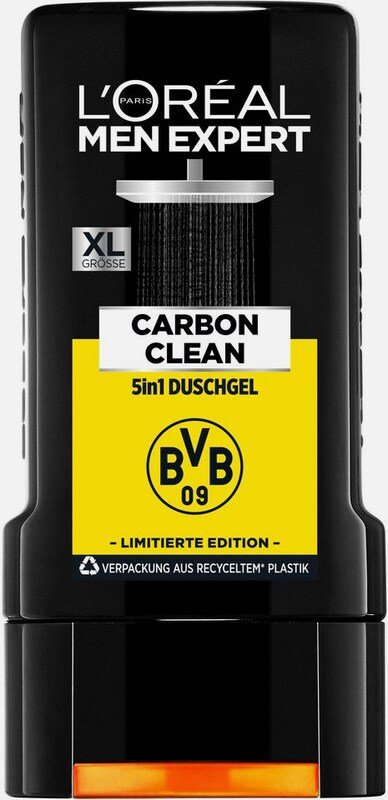 L'ORÉAL
PARIS
MEN EXPERT
XL
GRÖSSE
CARBON
CLEAN
5in1 DUSCHGEL
BVB
09
- LIMITIERTE EDITION -
VERPACKUNG AUS RECYCELTEM* PLASTIK